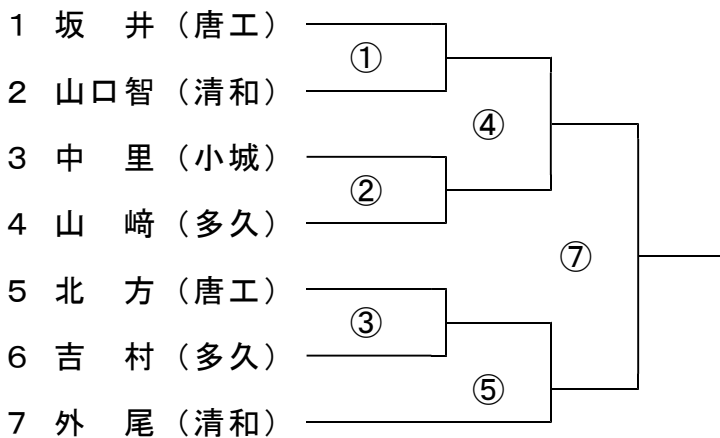 1 坂 井（唐工）
①
2 山口智（清和）
④
3 中 里（小城）
②
4 山 﨑（多久）
⑦
5 北 方（唐工）
③
6 吉 村（多久）
⑤
7 外 尾（清和）